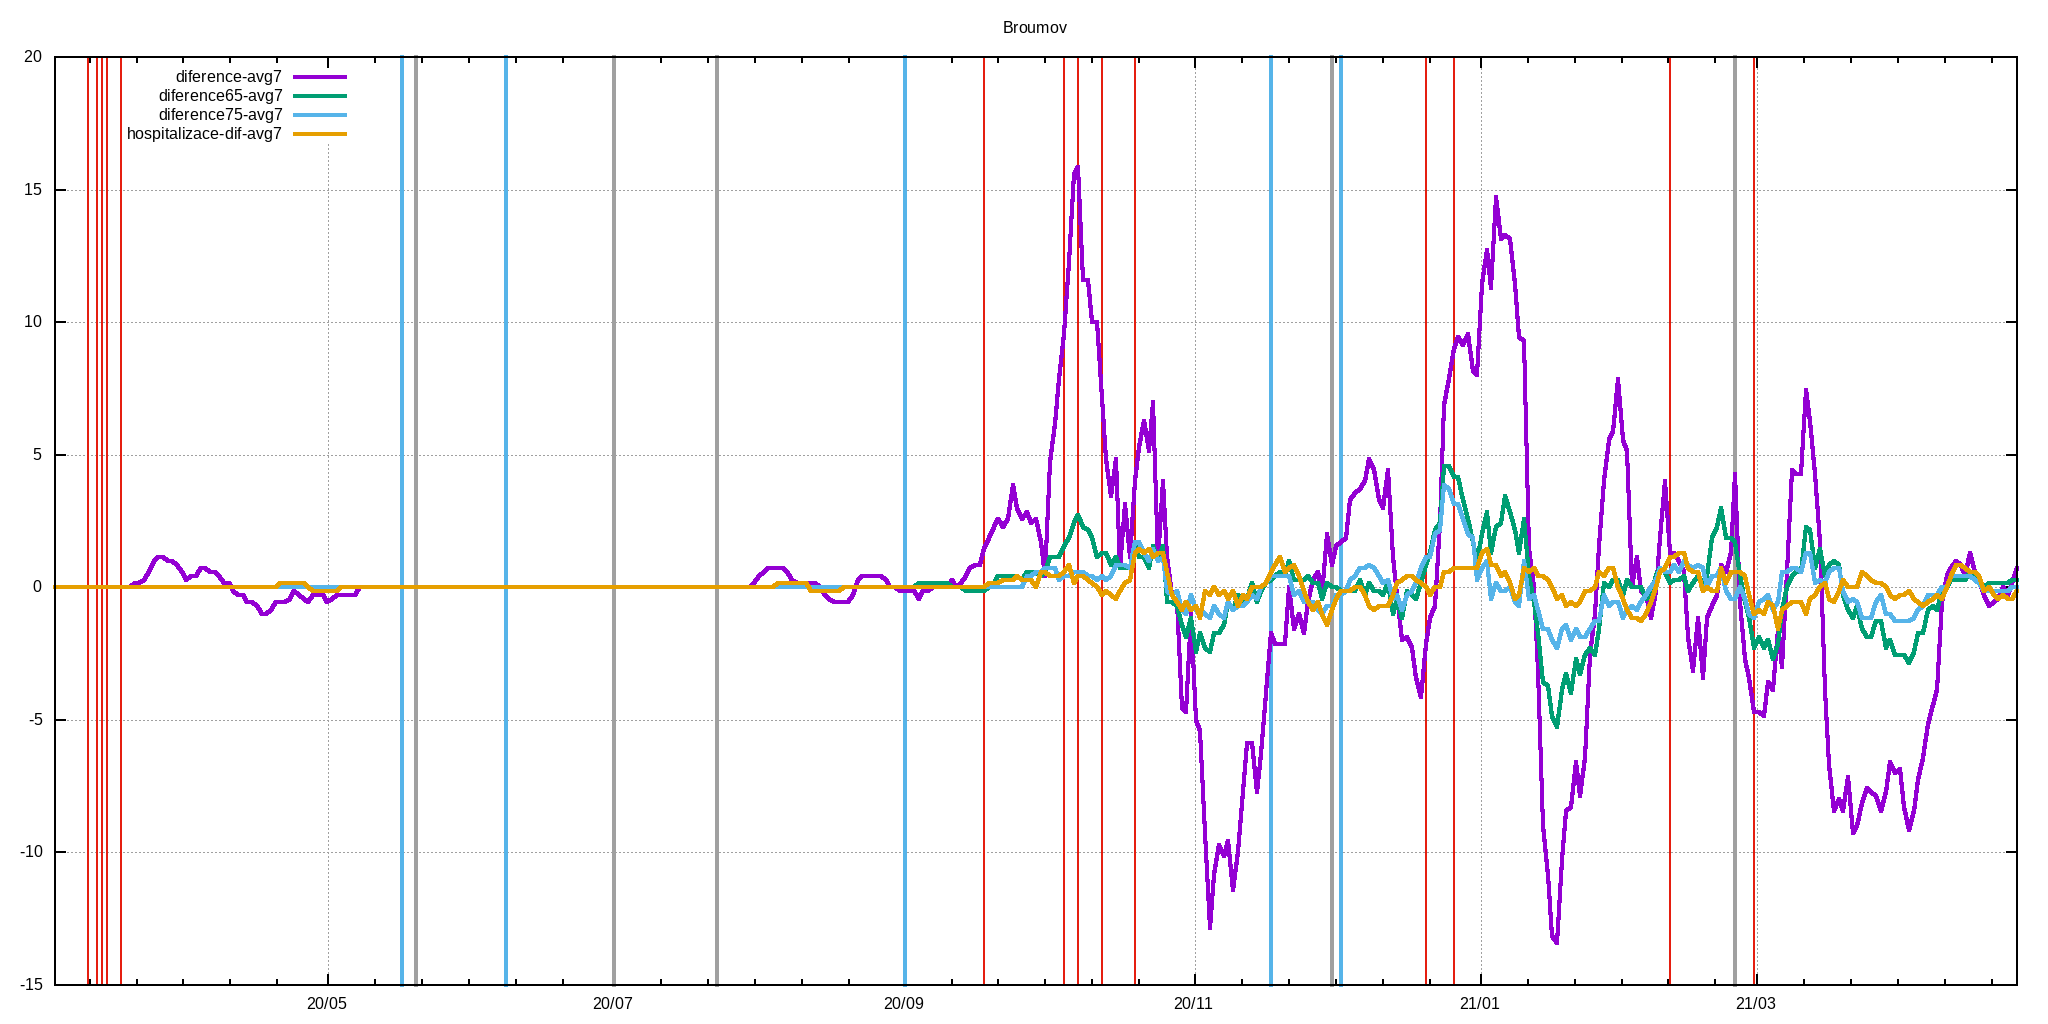 Broumov
20
diference-avg7
diference65-avg7
diference75-avg7
hospitalizace-dif-avg7
15
10
5
0
-5
-10
-15
20/05 20/07 20/09 20/11 21/01 21/03